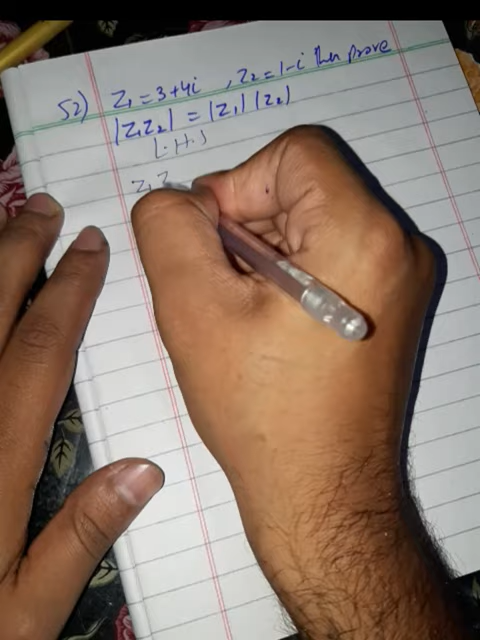 52) Z₁ = 3+4i , Z₂ = 1-i then prove
|Z₁Z₂| = |Z₁| |Z₂|
L.H.S
Z₁Z